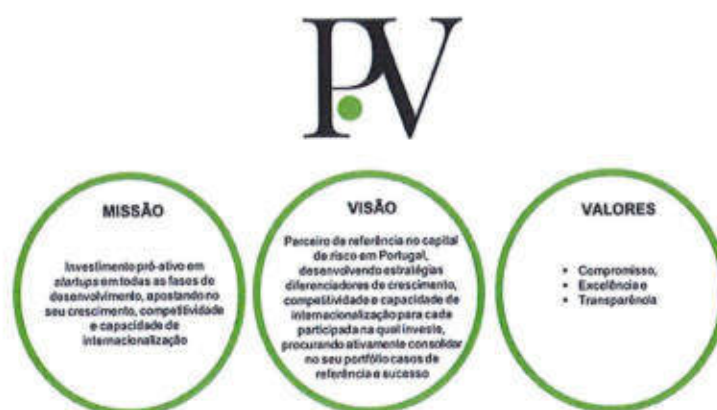 PV
MISSÃO
Investimento pró-ativo em
startups em todas as fases de
desenvolvimento, apostando no
seu crescimento, competitividade
e capacidade de
internacionalização
VISÃO
Parceiro de referência no capital
de risco em Portugal,
desenvolvendo estratégias
diferenciadores de crescimento,
competitividade e capacidade de
internacionalização para cada
participada na qual investe,
procurando ativamente consolidar
no seu portfólio casos de
referência e sucesso
VALORES
• Compromisso,
• Excelência e
• Transparência